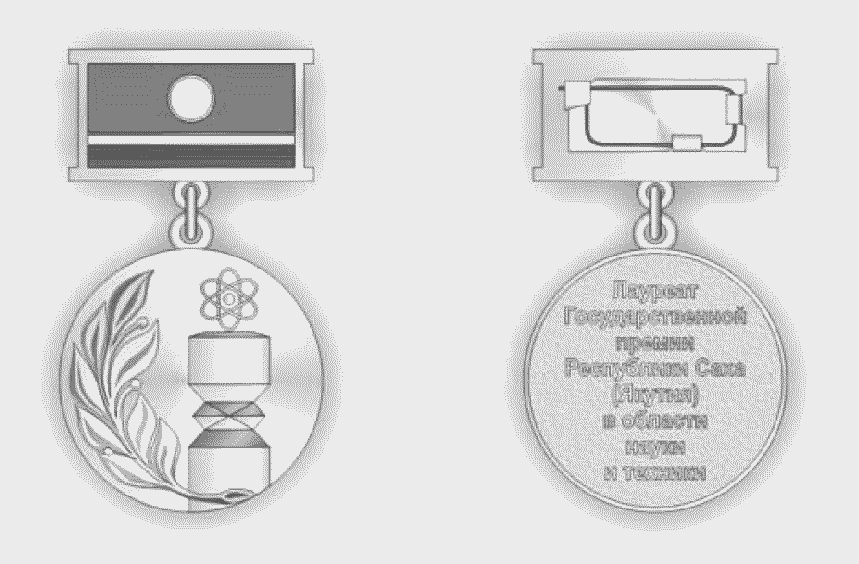 Лауреат
Государственной
премии
Республики Саха
(Якутия)
в области
науки
и техники